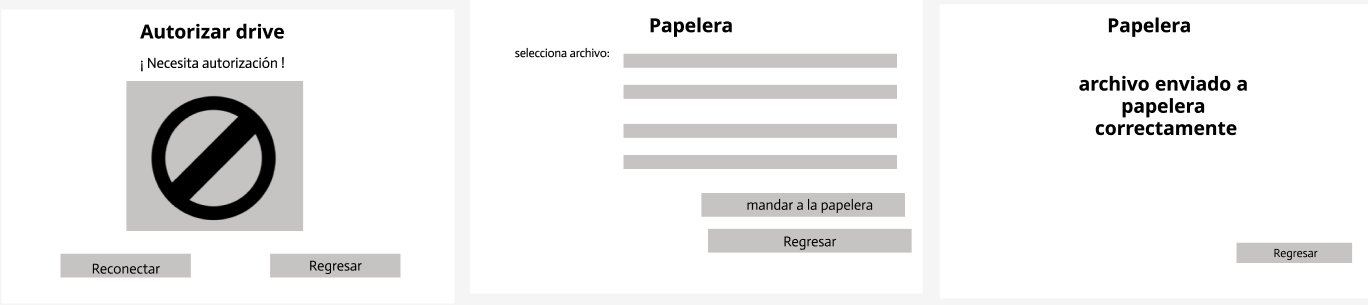 Autorizar drive
¡ Necesita autorización !
Reconectar
Regresar
Papelera
selecciona archivo:
mandar a la papelera
Regresar
Papelera
archivo enviado a
papelera
correctamente
Regresar